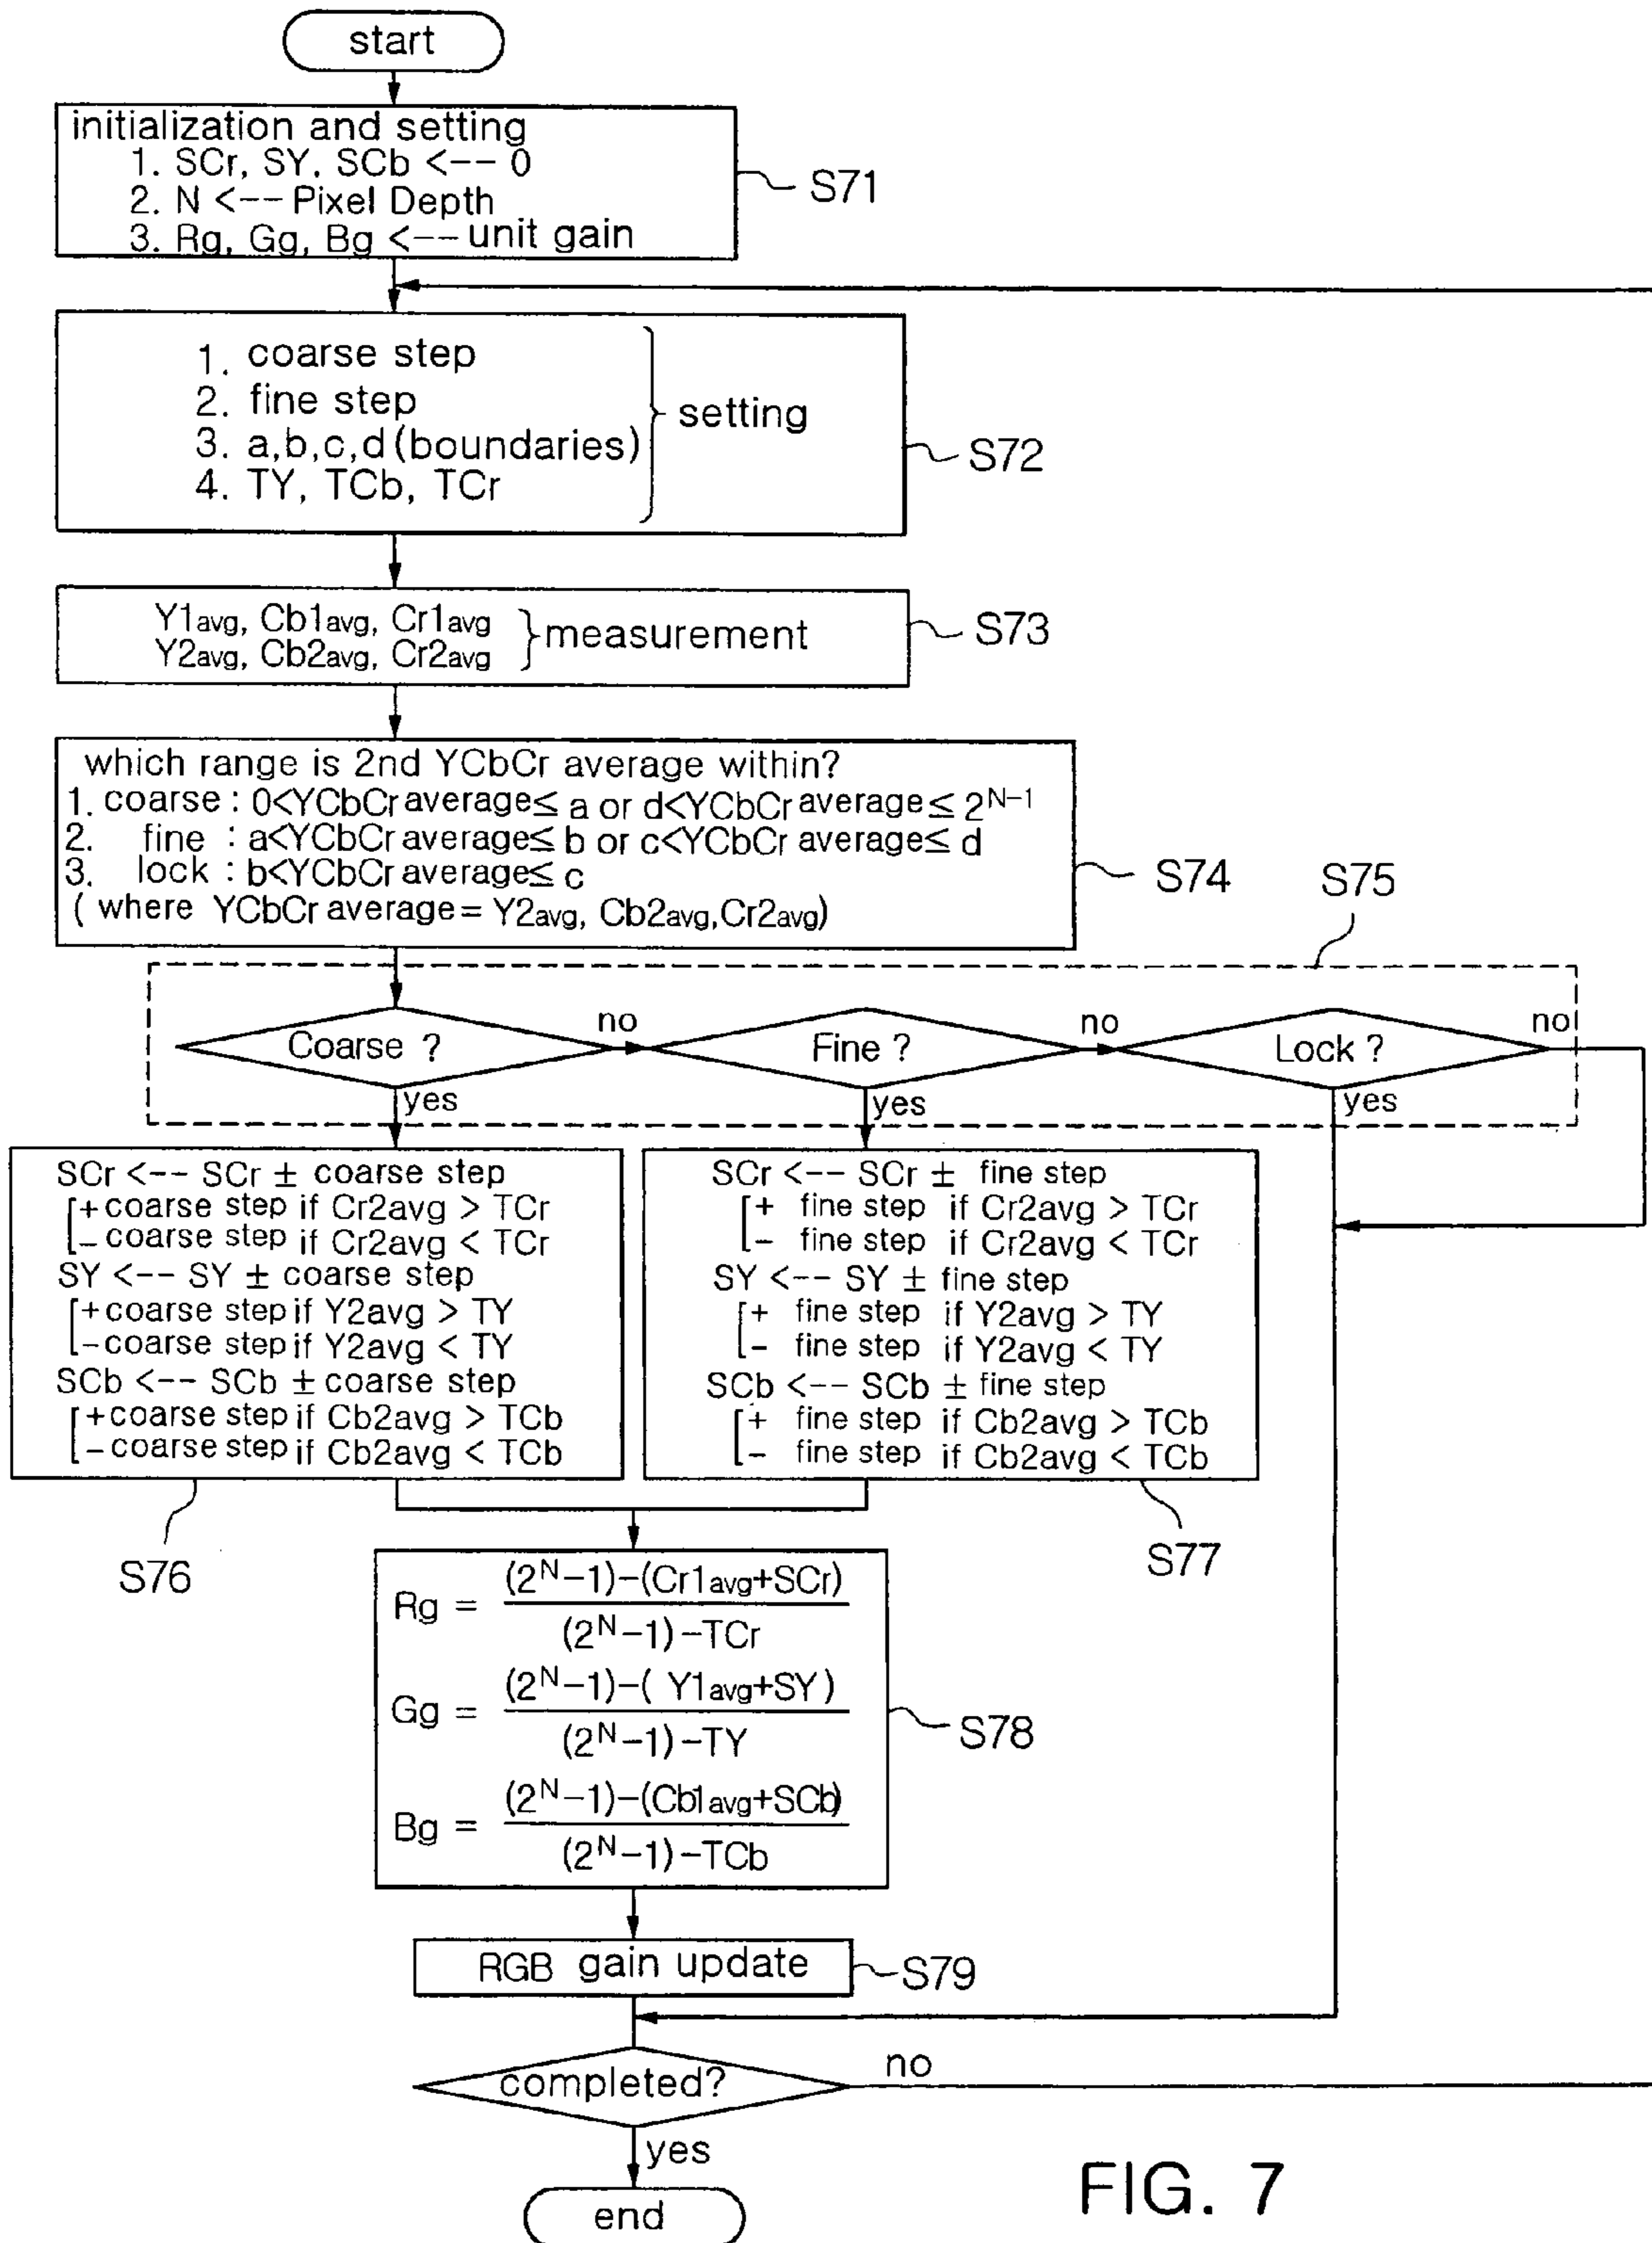 start
initialization and setting
1. SCr, SY, SCb <-- 0
2. N <-- Pixel Depth
3. Rg, Gg, Bg <-- unit gain
S71
1. coarse step
2. fine step
3. a,b,c,d (boundaries)
4. TY, TCb, TCr
setting
S72
Y1avg, Cb1avg, Cr1avg
Y2avg, Cb2avg, Cr2avg
measurement
S73
which range is 2nd YCbCr average within?
1. coarse : 0<YCbCr average≤ a or d<YCbCr average≤ 2^N-1
2. fine : a<YCbCr average≤ b or c<YCbCr average≤ d
3. lock : b<YCbCr average≤ c
( where YCbCr average = Y2avg, Cb2avg,Cr2avg)
S74
S75
Coarse ?
no
Fine ?
no
Lock ?
no
yes
yes
yes
SCr <-- SCr ± coarse step
+ coarse step if Cr2avg > TCr
- coarse step if Cr2avg < TCr
SY <-- SY ± coarse step
+ coarse step if Y2avg > TY
- coarse step if Y2avg < TY
SCb <-- SCb ± coarse step
+ coarse step if Cb2avg > TCb
- coarse step if Cb2avg < TCb
S76
SCr <-- SCr ± fine step
+ fine step if Cr2avg > TCr
- fine step if Cr2avg < TCr
SY <-- SY ± fine step
+ fine step if Y2avg > TY
- fine step if Y2avg < TY
SCb <-- SCb ± fine step
+ fine step if Cb2avg > TCb
- fine step if Cb2avg < TCb
S77
Rg = (2^N-1)-(Cr1avg+SCr)
(2^N-1)-TCr
Gg = (2^N-1)-( Y1avg+SY)
(2^N-1)-TY
Bg = (2^N-1)-(Cb1avg+SCb)
(2^N-1)-TCb
S78
RGB gain update
S79
completed?
no
yes
end
FIG. 7